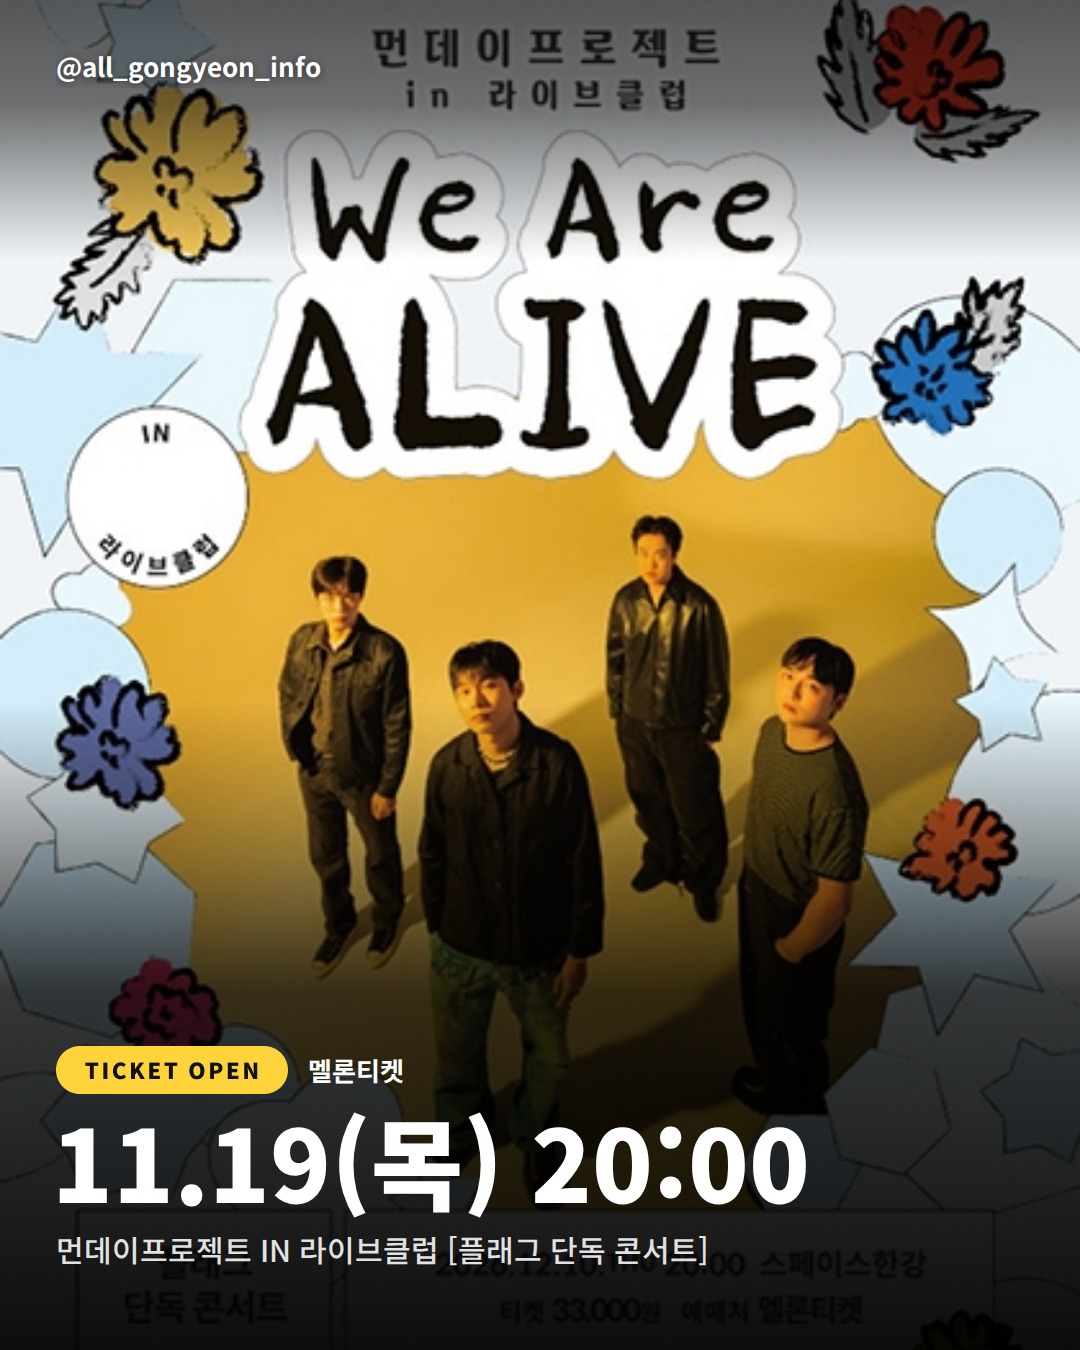 @all_gongyeon_info
먼데이프로젝트
in 라이브클럽
We Are
ALIVE
IN
라이브클럽
TICKET OPEN 멜론티켓
11.19(목) 20:00
먼데이프로젝트 IN 라이브클럽 [플래그 단독 콘서트]
플래그
2026.12.10.THU 20:00 스페이스한강
단독 콘서트
티켓 33,000원 예매처 멜론티켓